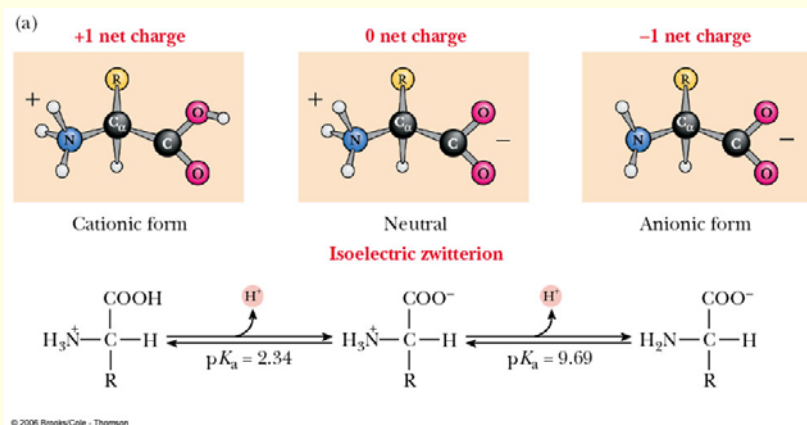 (a)
+1 net charge
0 net charge
−1 net charge
+ R N Cα C O O
+ R N Cα C O O −
R N Cα C O O −
Cationic form
Neutral
Anionic form
Isoelectric zwitterion
COOH
H⁺
COO⁻
H⁺
COO⁻
H₃N⁺—C—H
pKa = 2.34
H₃N⁺—C—H
pKa = 9.69
H₂N—C—H
R
R
R
© 2006 Brooks/Cole - Thomson